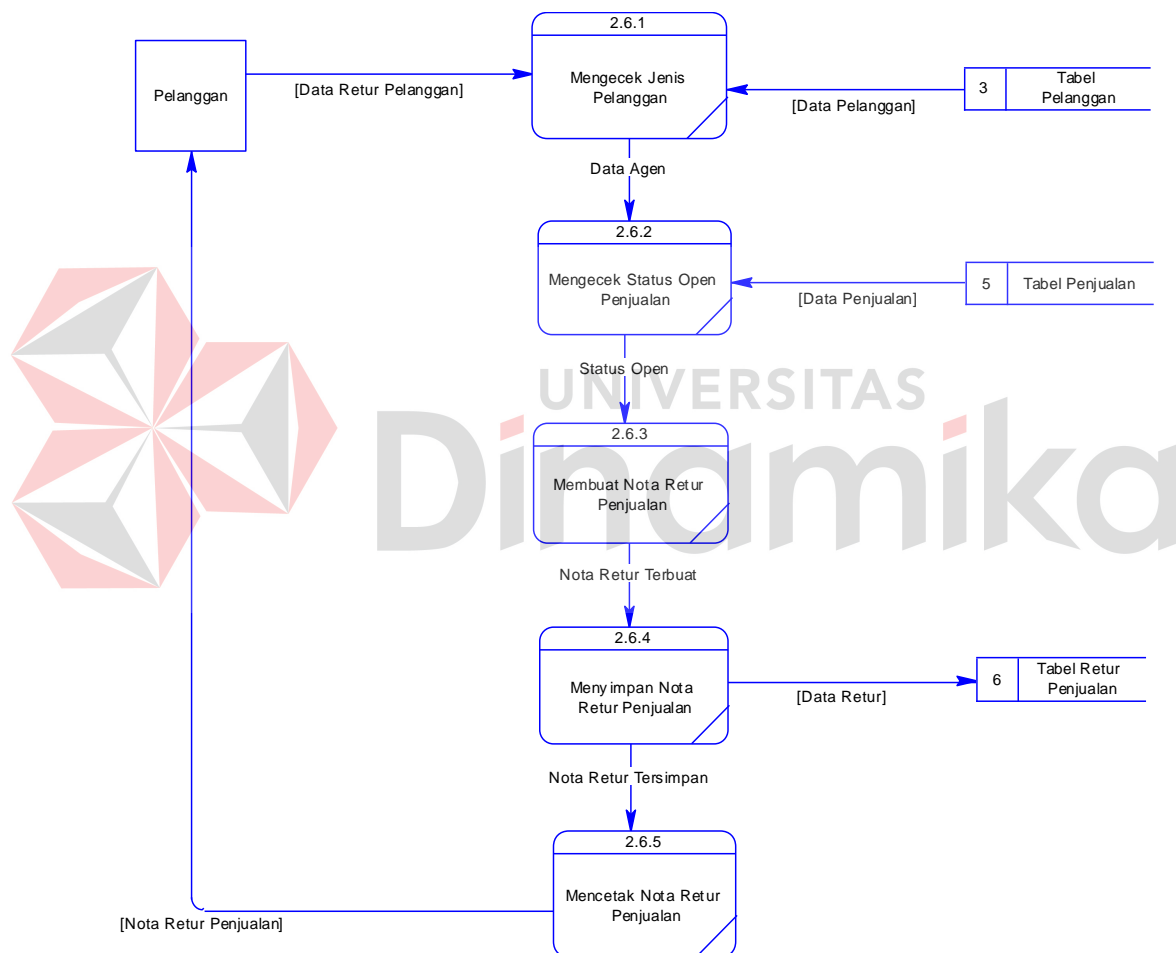 2.6.1
Pelanggan
[Data Retur Pelanggan]
Mengecek Jenis
Pelanggan
[Data Pelanggan]
3
Tabel
Pelanggan
Data Agen
2.6.2
Mengecek Status Open
Penjualan
[Data Penjualan]
5
Tabel Penjualan
Status Open
UNIVERSITAS
Dinamika
2.6.3
Membuat Nota Retur
Penjualan
Nota Retur Terbuat
2.6.4
Menyimpan Nota
Retur Penjualan
[Data Retur]
6
Tabel Retur
Penjualan
Nota Retur Tersimpan
2.6.5
Mencetak Nota Retur
Penjualan
[Nota Retur Penjualan]